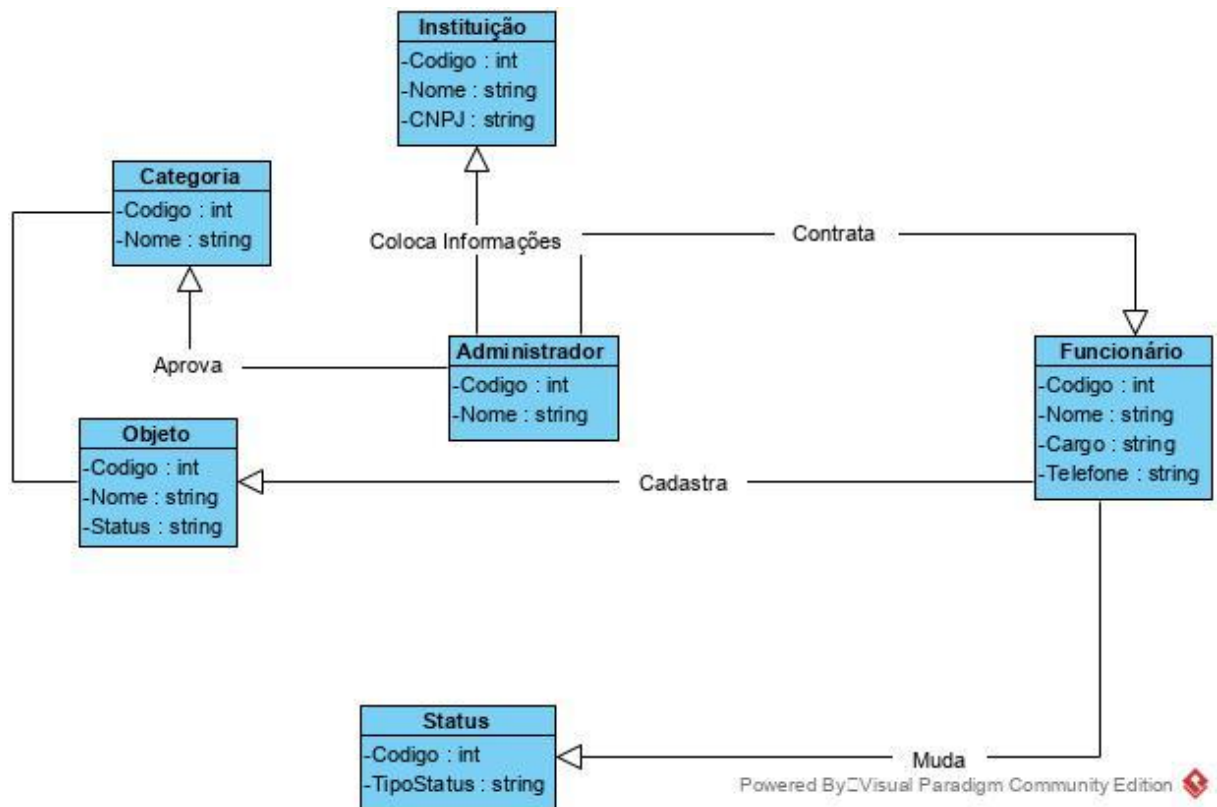 Instituição
-Codigo : int
-Nome : string
-CNPJ : string
Categoria
-Codigo : int
-Nome : string
Coloca Informações
Contrata
Aprova
Administrador
-Codigo : int
-Nome : string
Funcionário
-Codigo : int
-Nome : string
-Cargo : string
-Telefone : string
Objeto
-Codigo : int
-Nome : string
-Status : string
Cadastra
Status
-Codigo : int
-TipoStatus : string
Muda
Powered By Visual Paradigm Community Edition